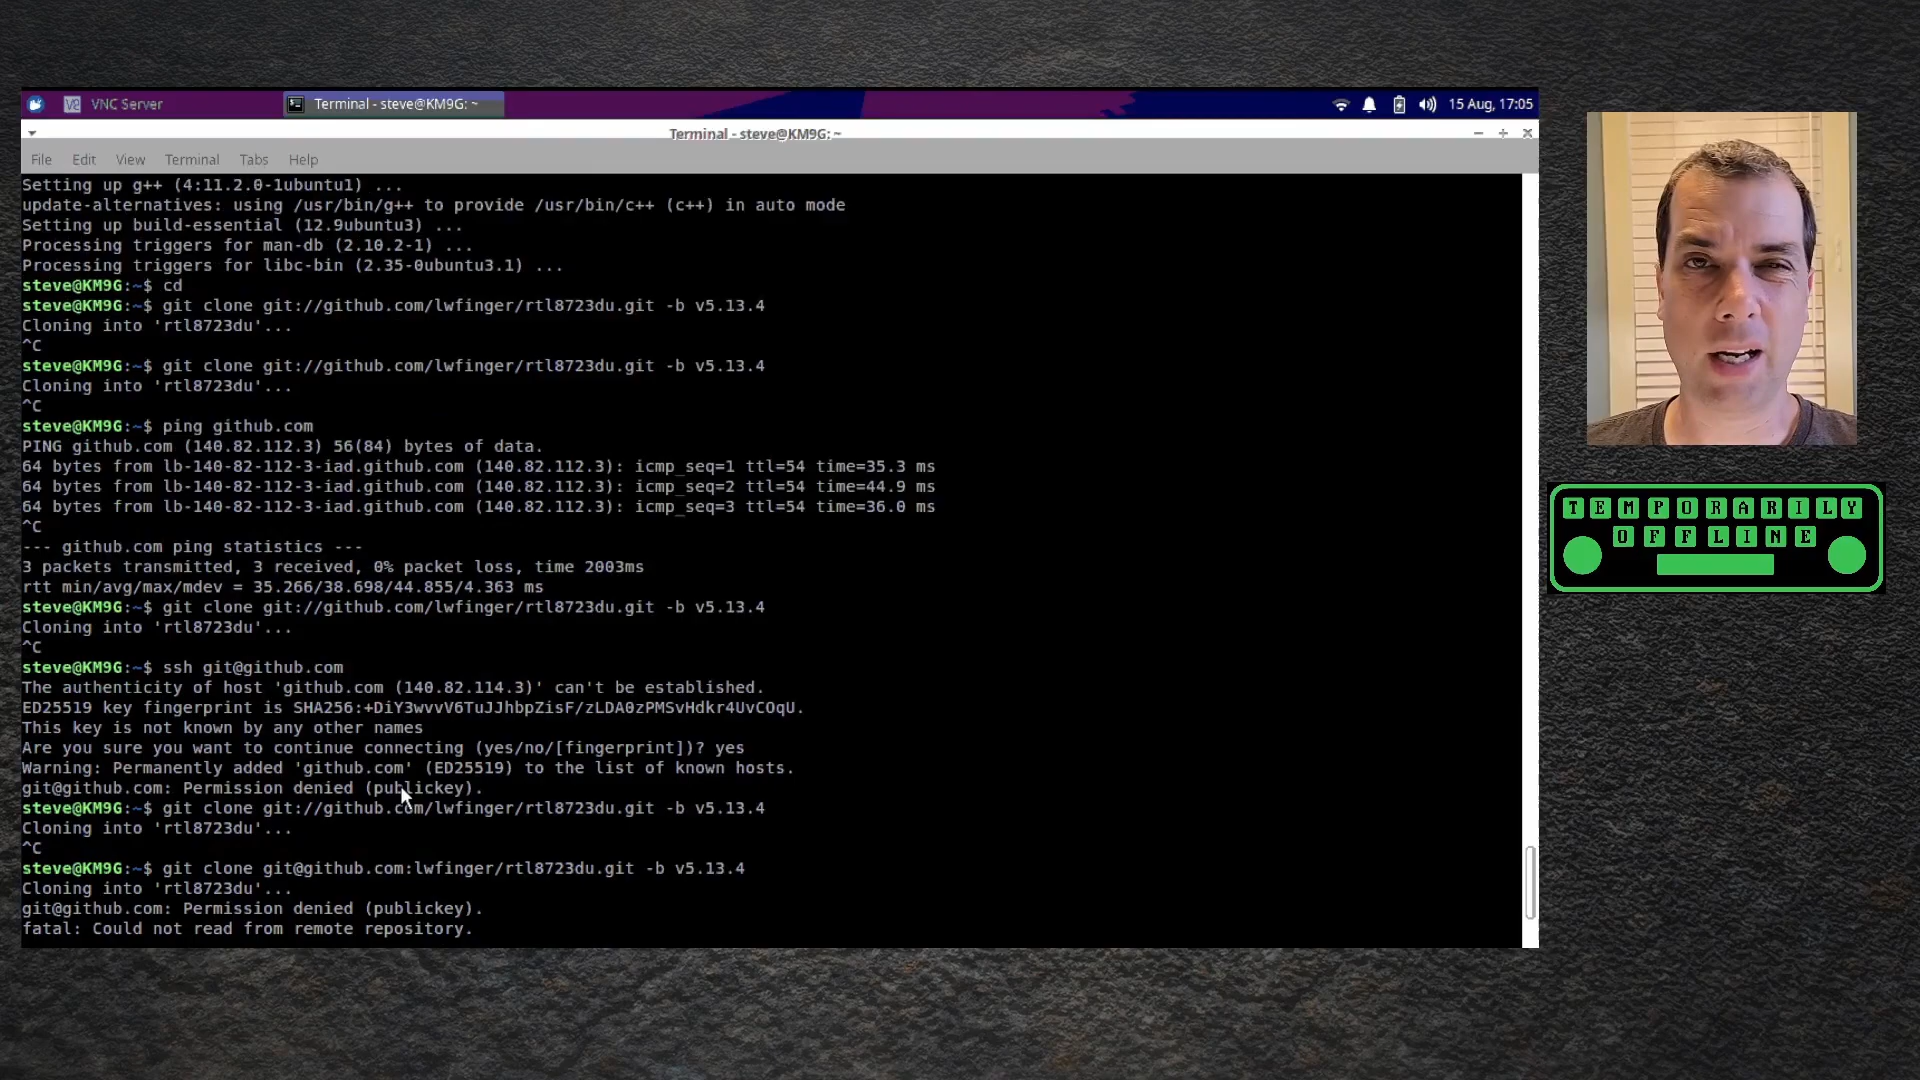 VNC Server
Terminal - steve@KM9G: ~
15 Aug, 17:05
Terminal - steve@KM9G: ~
File Edit View Terminal Tabs Help
Setting up g++ (4:11.2.0-1ubuntu1) ...
update-alternatives: using /usr/bin/g++ to provide /usr/bin/c++ (c++) in auto mode
Setting up build-essential (12.9ubuntu3) ...
Processing triggers for man-db (2.10.2-1) ...
Processing triggers for libc-bin (2.35-0ubuntu3.1) ...
steve@KM9G:~$ cd
steve@KM9G:~$ git clone git://github.com/lwfinger/rtl8723du.git -b v5.13.4
Cloning into 'rtl8723du'...
^C
steve@KM9G:~$ git clone git://github.com/lwfinger/rtl8723du.git -b v5.13.4
Cloning into 'rtl8723du'...
^C
steve@KM9G:~$ ping github.com
PING github.com (140.82.112.3) 56(84) bytes of data.
64 bytes from lb-140-82-112-3-iad.github.com (140.82.112.3): icmp_seq=1 ttl=54 time=35.3 ms
64 bytes from lb-140-82-112-3-iad.github.com (140.82.112.3): icmp_seq=2 ttl=54 time=44.9 ms
64 bytes from lb-140-82-112-3-iad.github.com (140.82.112.3): icmp_seq=3 ttl=54 time=36.0 ms
^C
--- github.com ping statistics ---
3 packets transmitted, 3 received, 0% packet loss, time 2003ms
rtt min/avg/max/mdev = 35.266/38.698/44.855/4.363 ms
steve@KM9G:~$ git clone git://github.com/lwfinger/rtl8723du.git -b v5.13.4
Cloning into 'rtl8723du'...
^C
steve@KM9G:~$ ssh git@github.com
The authenticity of host 'github.com (140.82.114.3)' can't be established.
ED25519 key fingerprint is SHA256:+DiY3wvvV6TuJJhbpZisF/zLDA0zPMSvHdkr4UvCOqU.
This key is not known by any other names
Are you sure you want to continue connecting (yes/no/[fingerprint])? yes
Warning: Permanently added 'github.com' (ED25519) to the list of known hosts.
git@github.com: Permission denied (publickey).
steve@KM9G:~$ git clone git://github.com/lwfinger/rtl8723du.git -b v5.13.4
Cloning into 'rtl8723du'...
^C
steve@KM9G:~$ git clone git@github.com:lwfinger/rtl8723du.git -b v5.13.4
Cloning into 'rtl8723du'...
git@github.com: Permission denied (publickey).
fatal: Could not read from remote repository.
TEMPORARILY
OFFLINE